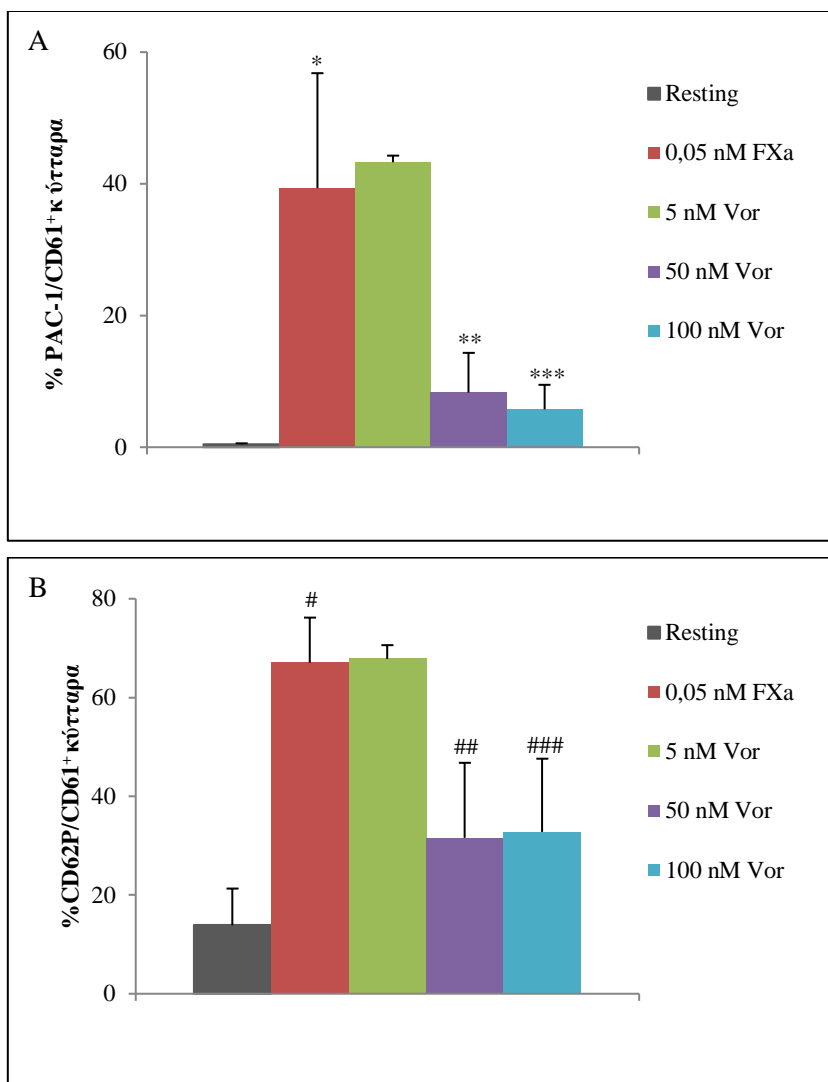 A
% PAC-1/CD61⁺κ ύτταρα
60
40
20
0
*
**
***
Resting
0,05 nM FXa
5 nM Vor
50 nM Vor
100 nM Vor
B
%CD62P/CD61⁺ κύτταρα
80
60
40
20
0
#
##
###
Resting
0,05 nM FXa
5 nM Vor
50 nM Vor
100 nM Vor